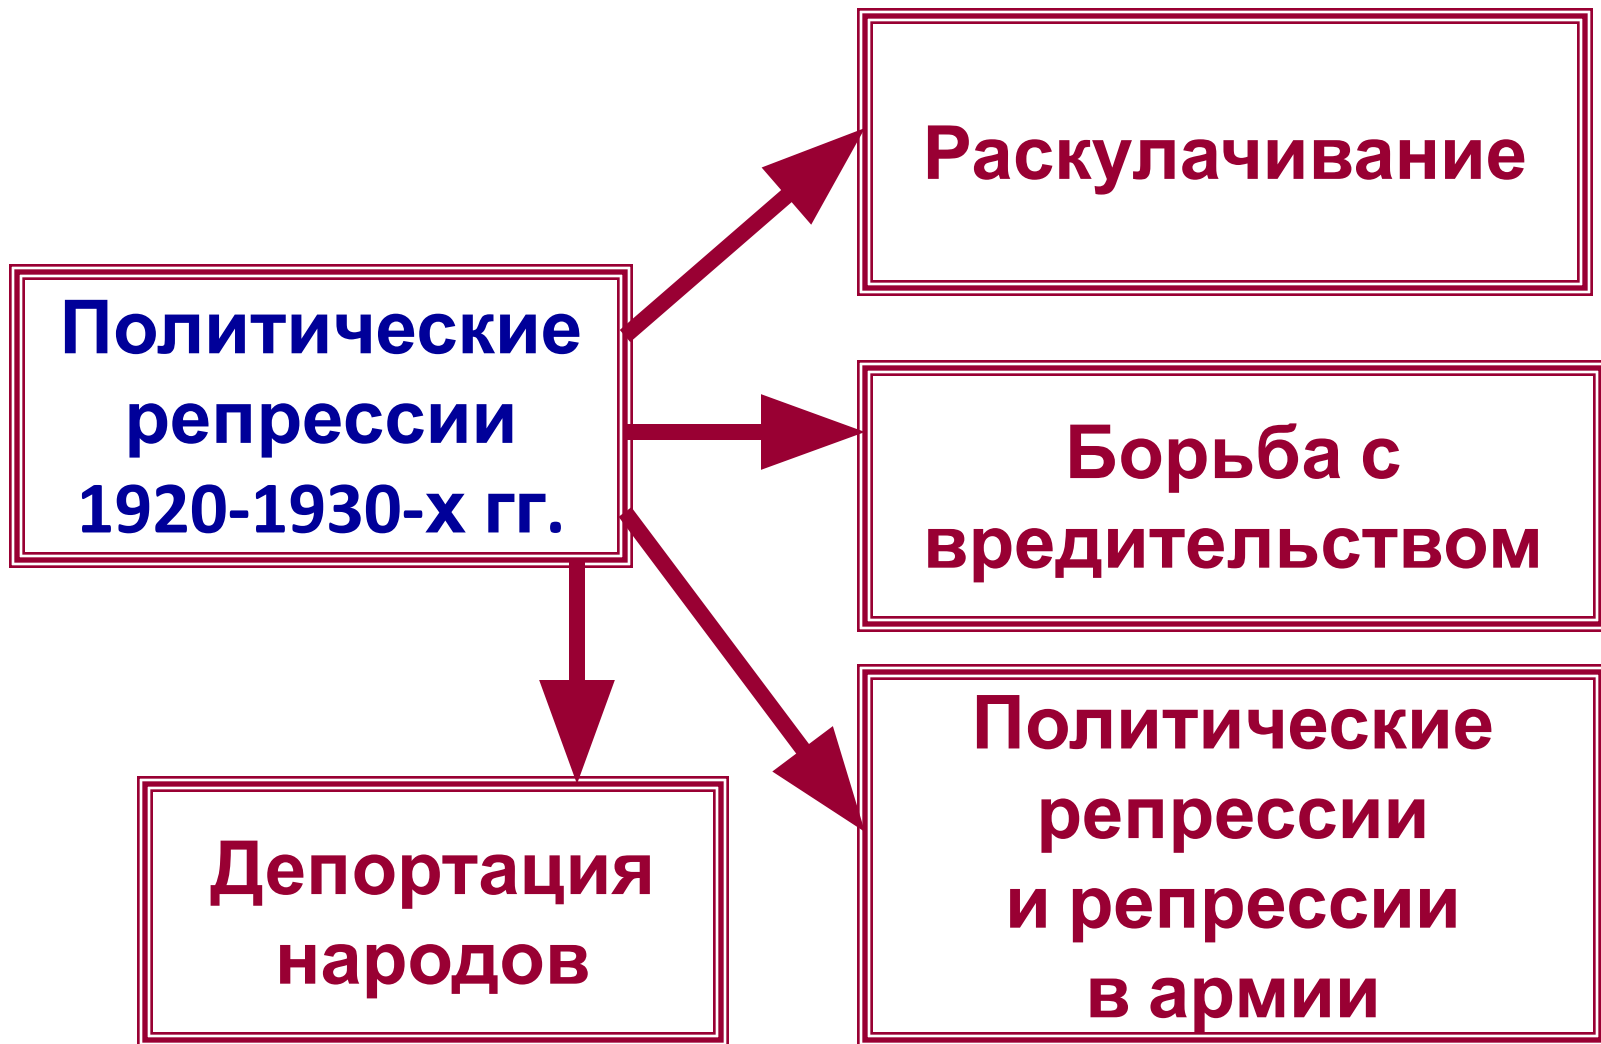 Политические
репрессии
1920-1930-х гг.
Раскулачивание
Борьба с
вредительством
Политические
репрессии
и репрессии
в армии
Депортация
народов